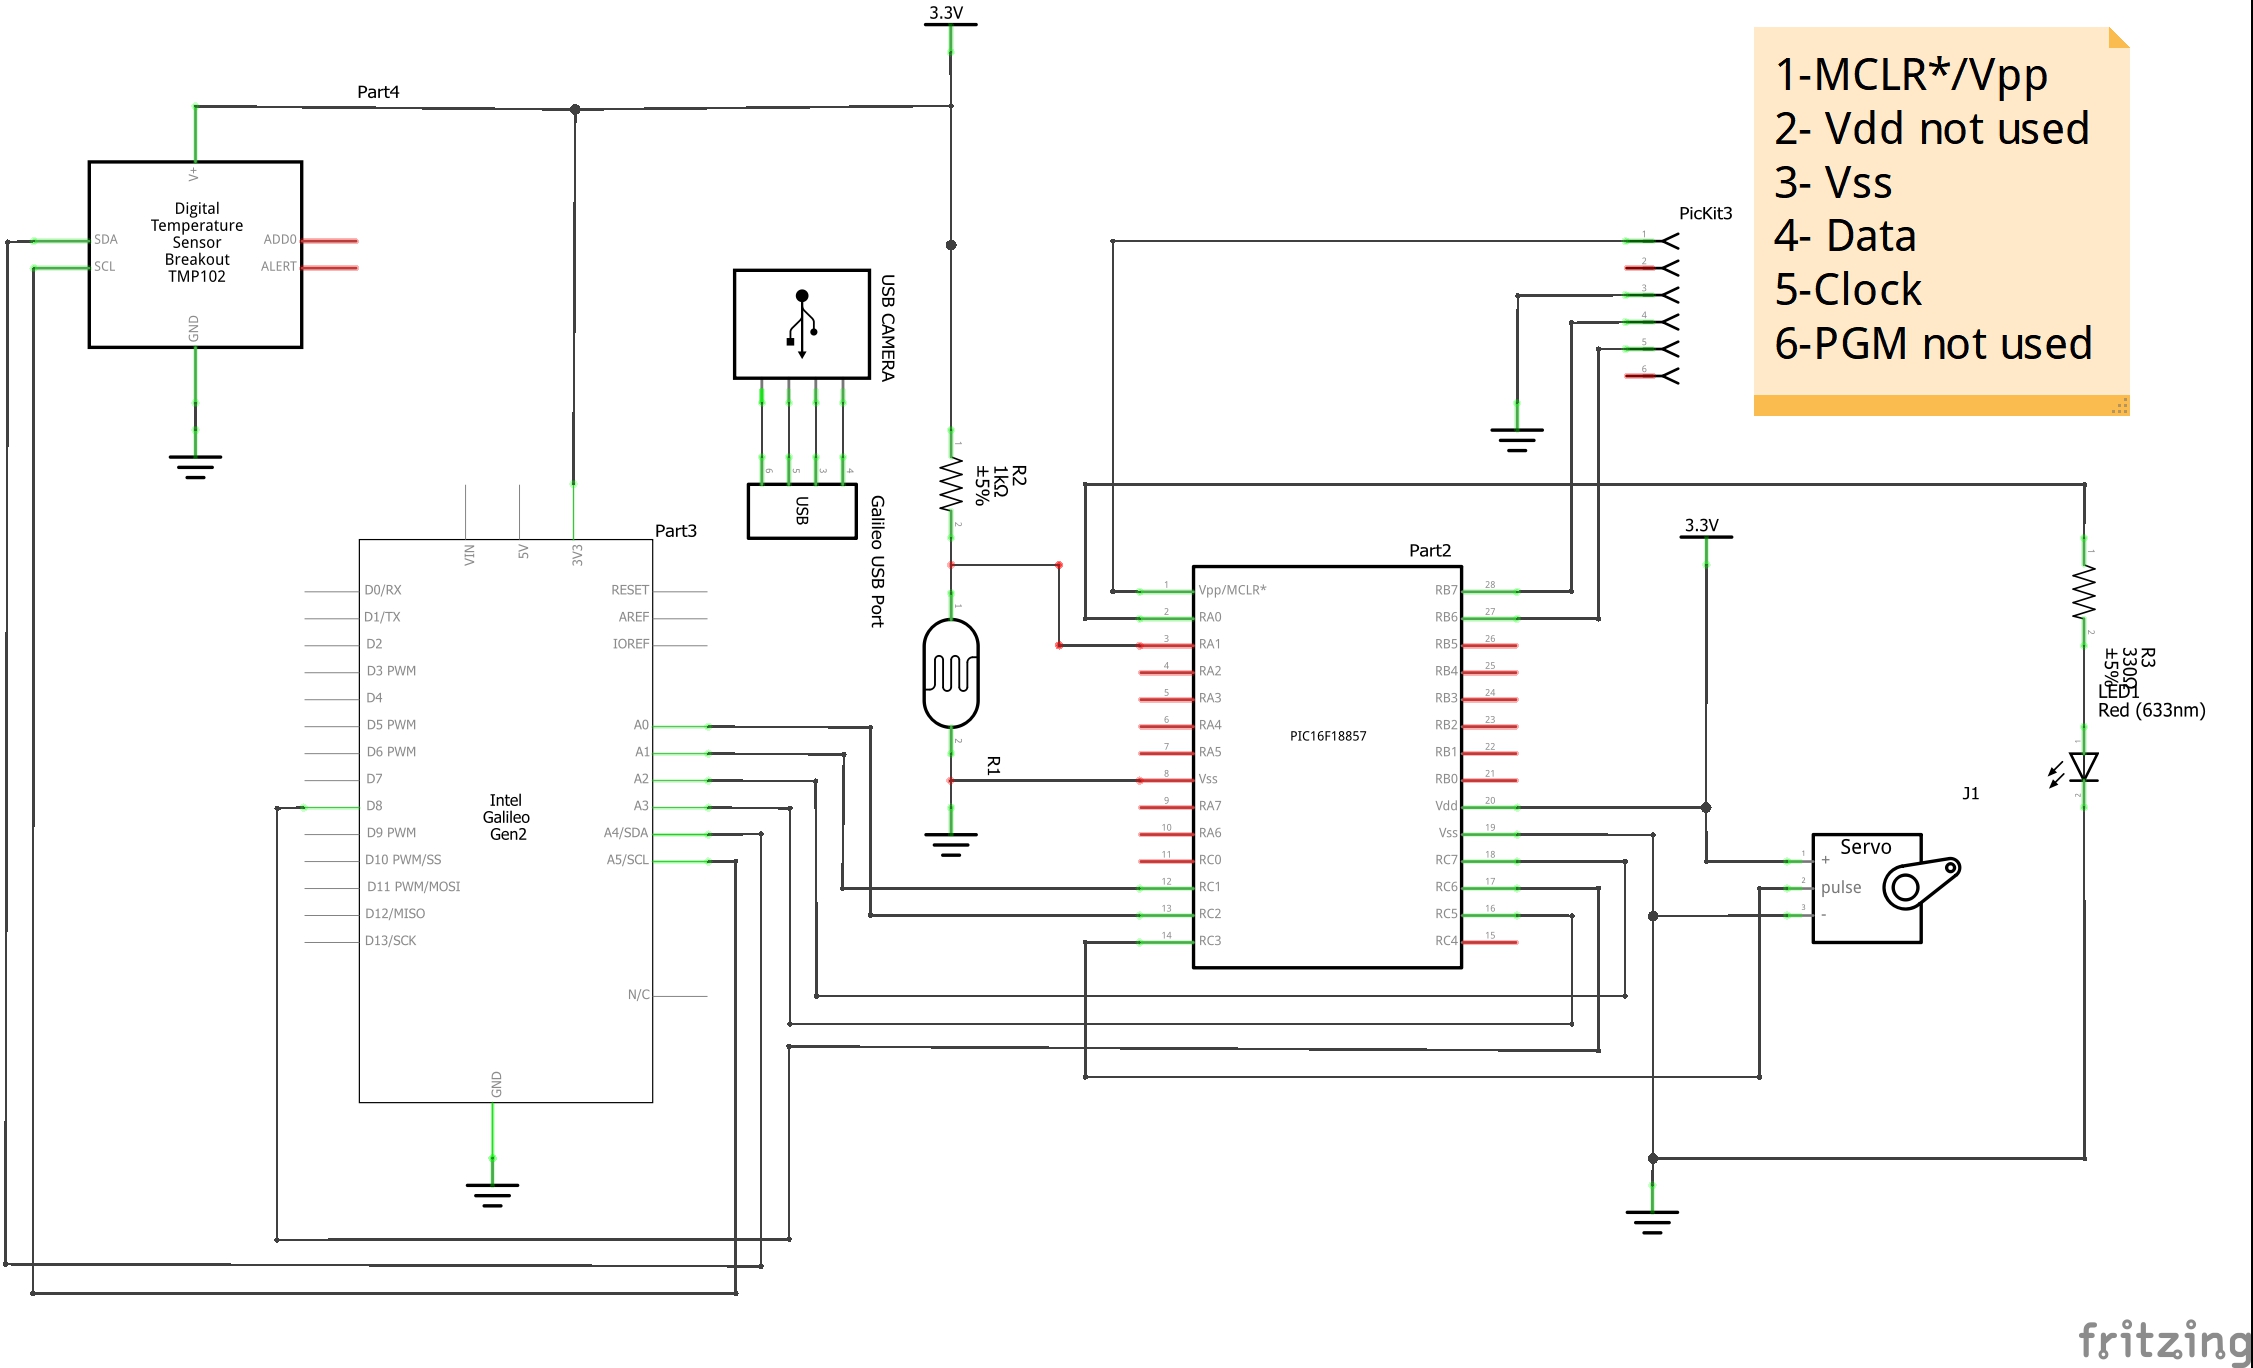 3.3V
Part4
V+
Digital
Temperature
Sensor
Breakout
TMP102
SDA
SCL
ADD0
ALERT
GND
1-MCLR*/Vpp
2- Vdd not used
3- Vss
4- Data
5-Clock
6-PGM not used
PicKit3
1
2
3
4
5
6
USB CAMERA
6
5
3
4
USB
Galileo USB Port
1
R2
1kΩ
±5%
2
1
2
R1
Part3
VIN
5V
3V3
D0/RX
D1/TX
D2
D3 PWM
D4
D5 PWM
D6 PWM
D7
D8
D9 PWM
D10 PWM/SS
D11 PWM/MOSI
D12/MISO
D13/SCK
Intel
Galileo
Gen2
RESET
AREF
IOREF
A0
A1
A2
A3
A4/SDA
A5/SCL
N/C
GND
Part2
1 Vpp/MCLR*
2 RA0
3 RA1
4 RA2
5 RA3
6 RA4
7 RA5
8 Vss
9 RA7
10 RA6
11 RC0
12 RC1
13 RC2
14 RC3
PIC16F18857
RB7 28
RB6 27
RB5 26
RB4 25
RB3 24
RB2 23
RB1 22
RB0 21
Vdd 20
Vss 19
RC7 18
RC6 17
RC5 16
RC4 15
3.3V
1
2
R3
330Ω
±5%
LED1
Red (633nm)
1
2
J1
Servo
1 +
2 pulse
3 -
fritzing